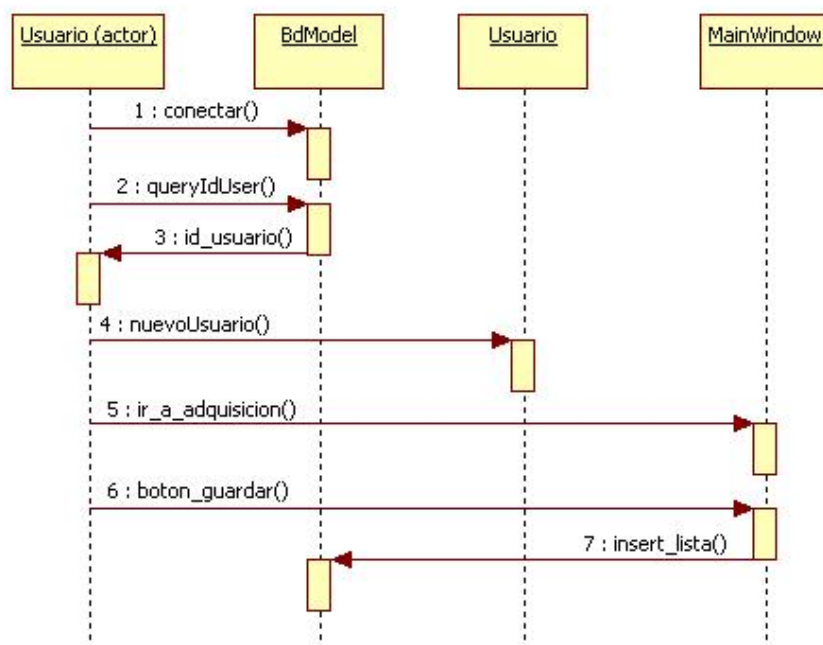 Usuario (actor)
BdModel
Usuario
MainWindow
1 : conectar()
2 : queryIdUser()
3 : id_usuario()
4 : nuevoUsuario()
5 : ir_a_adquisicion()
6 : boton_guardar()
7 : insert_lista()